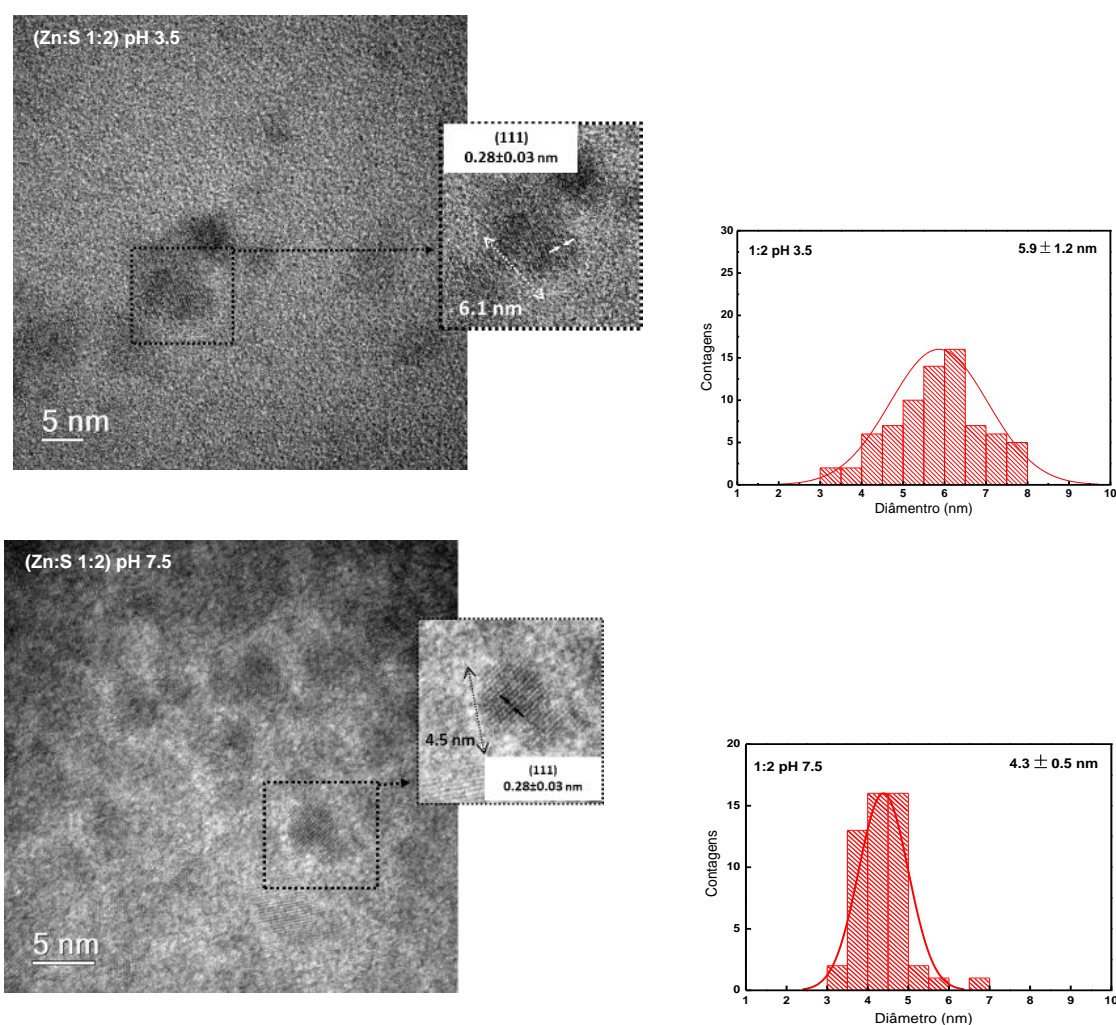 (Zn:S 1:2) pH 3.5
(111)
0.28±0.03 nm
6.1 nm
5 nm
1:2 pH 3.5
5.9 ± 1.2 nm
30
25
20
15
10
5
0
1 2 3 4 5 6 7 8 9 10
Contagens
Diâmentro (nm)
(Zn:S 1:2) pH 7.5
4.5 nm
(111)
0.28±0.03 nm
5 nm
1:2 pH 7.5
4.3 ± 0.5 nm
20
15
10
5
0
1 2 3 4 5 6 7 8 9 10
Contagens
Diâmetro (nm)